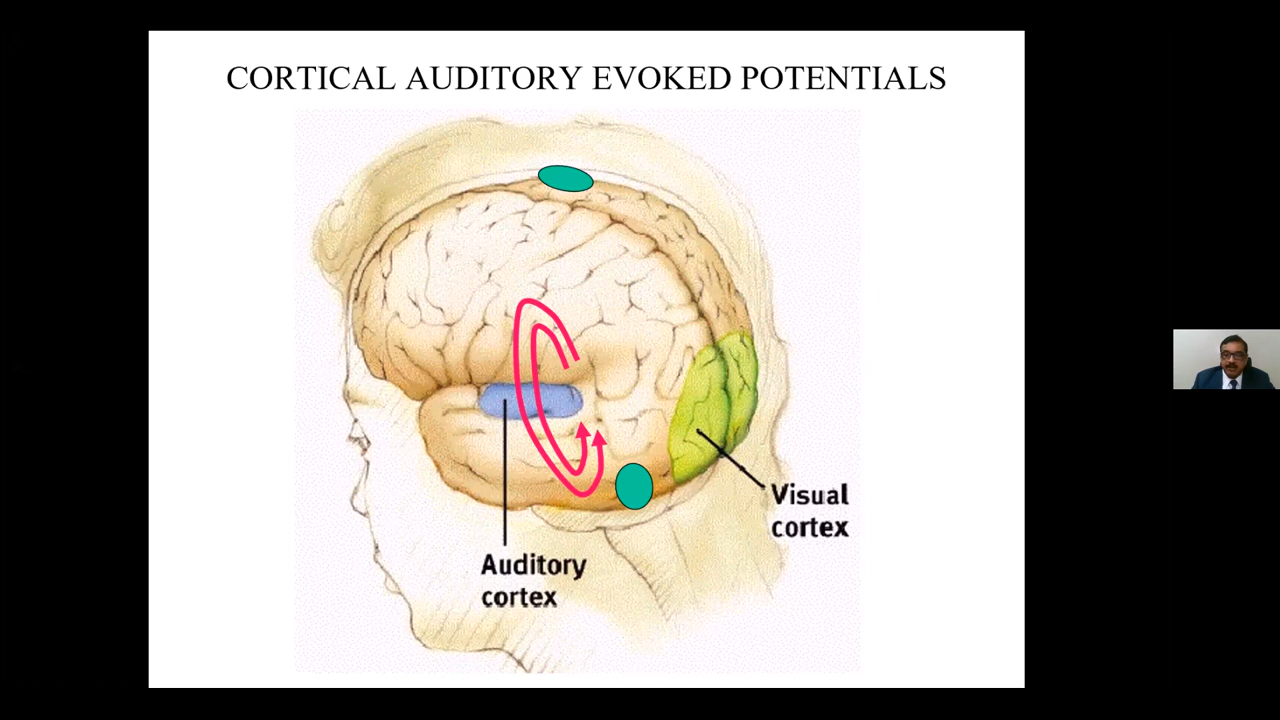 CORTICAL AUDITORY EVOKED POTENTIALS
Visual
cortex
Auditory
cortex